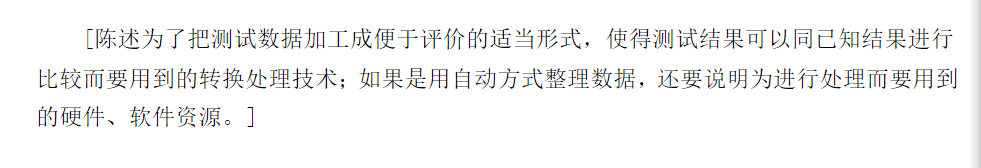 [陈述为了把测试数据加工成便于评价的适当形式，使得测试结果可以同已知结果进行
比较而要用到的转换处理技术；如果是用自动方式整理数据，还要说明为进行处理而要用到
的硬件、软件资源。]